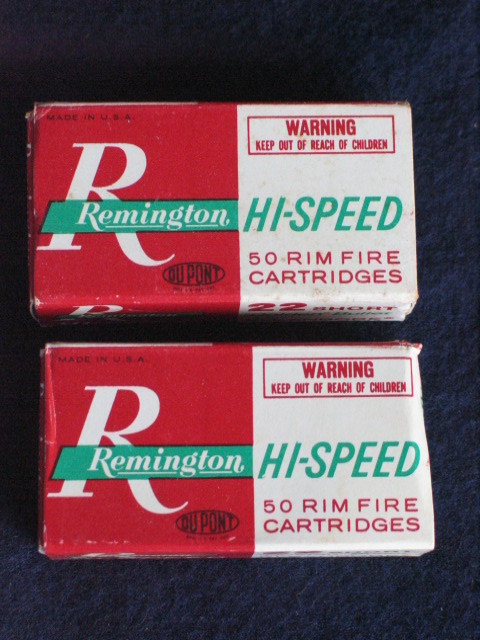 MADE IN U.S.A.
WARNING
KEEP OUT OF REACH OF CHILDREN
R
Remington
HI-SPEED
50 RIM FIRE
CARTRIDGES
DU PONT
22 SHORT
MADE IN U.S.A.
WARNING
KEEP OUT OF REACH OF CHILDREN
R
Remington
HI-SPEED
50 RIM FIRE
CARTRIDGES
DU PONT